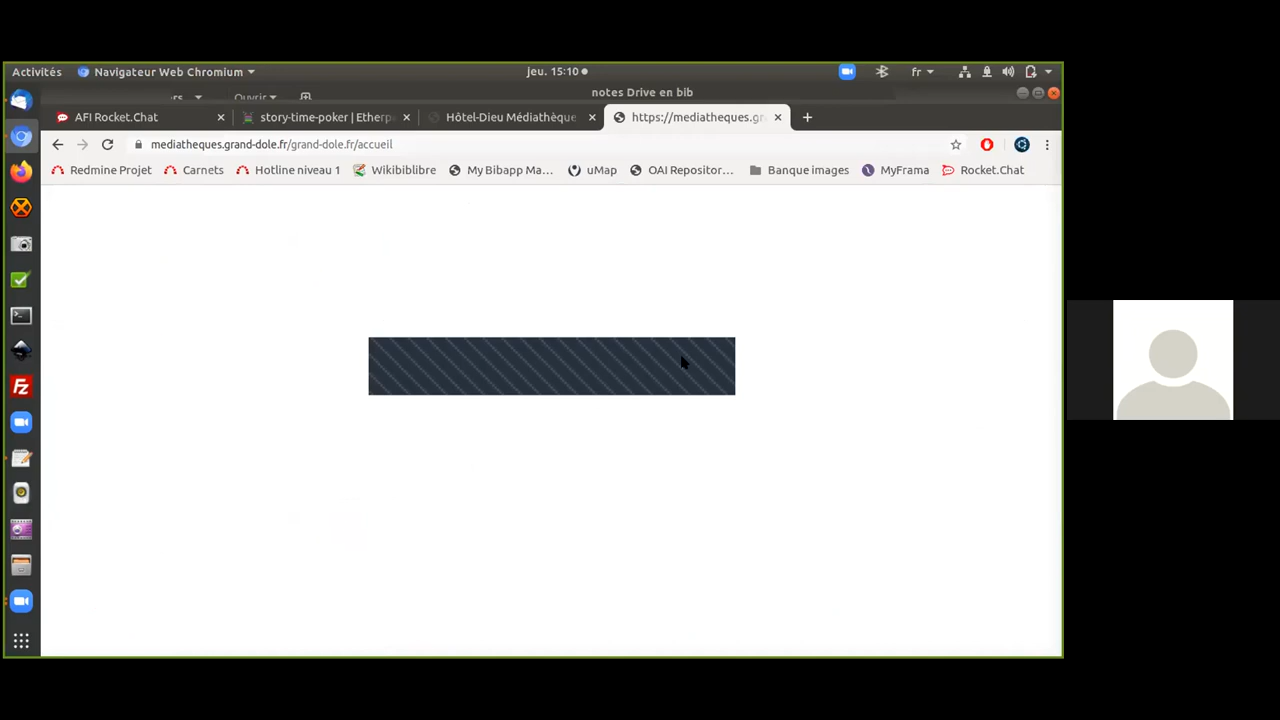 Activités Navigateur Web Chromium jeu. 15:10 fr
notes Drive en bib
Ouvrir
AFI Rocket.Chat story-time-poker | Etherp Hôtel-Dieu Médiathèque https://mediatheques.gr
mediatheques.grand-dole.fr/grand-dole.fr/accueil
Redmine Projet Carnets Hotline niveau 1 Wikibiblibre My Bibapp Ma... uMap OAI Repositor... Banque images MyFrama Rocket.Chat
Fz